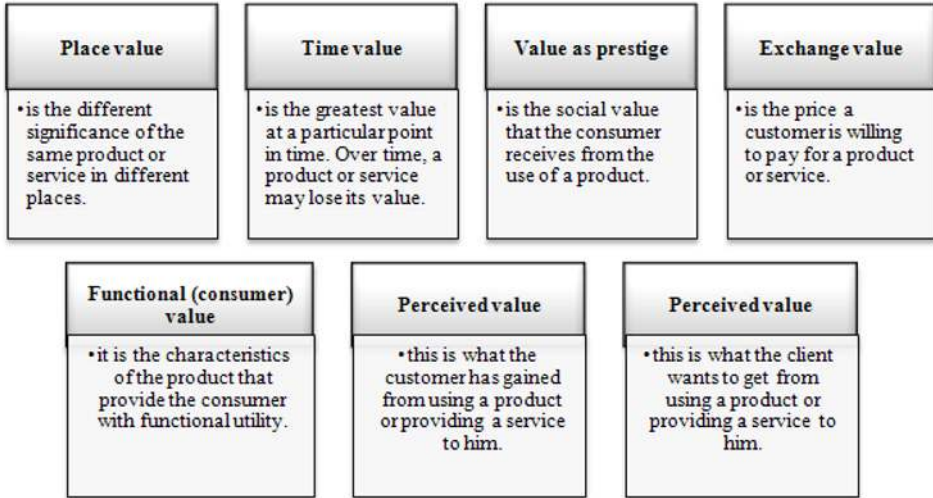 Place value
•is the different
significance of the
same product or
service in different
places.
Time value
•is the greatest value
at a particular point
in time. Over time, a
product or service
may lose its value.
Value as prestige
•is the social value
that the consumer
receives from the
use of a product.
Exchange value
•is the price a
customer is willing
to pay for a product
or service.
Functional (consumer)
value
•it is the characteristics
of the product that
provide the consumer
with functional utility.
Perceived value
•this is what the
customer has gained
from using a product
or providing a service
to him.
Perceived value
•this is what the client
wants to get from
using a product or
providing a service to
him.